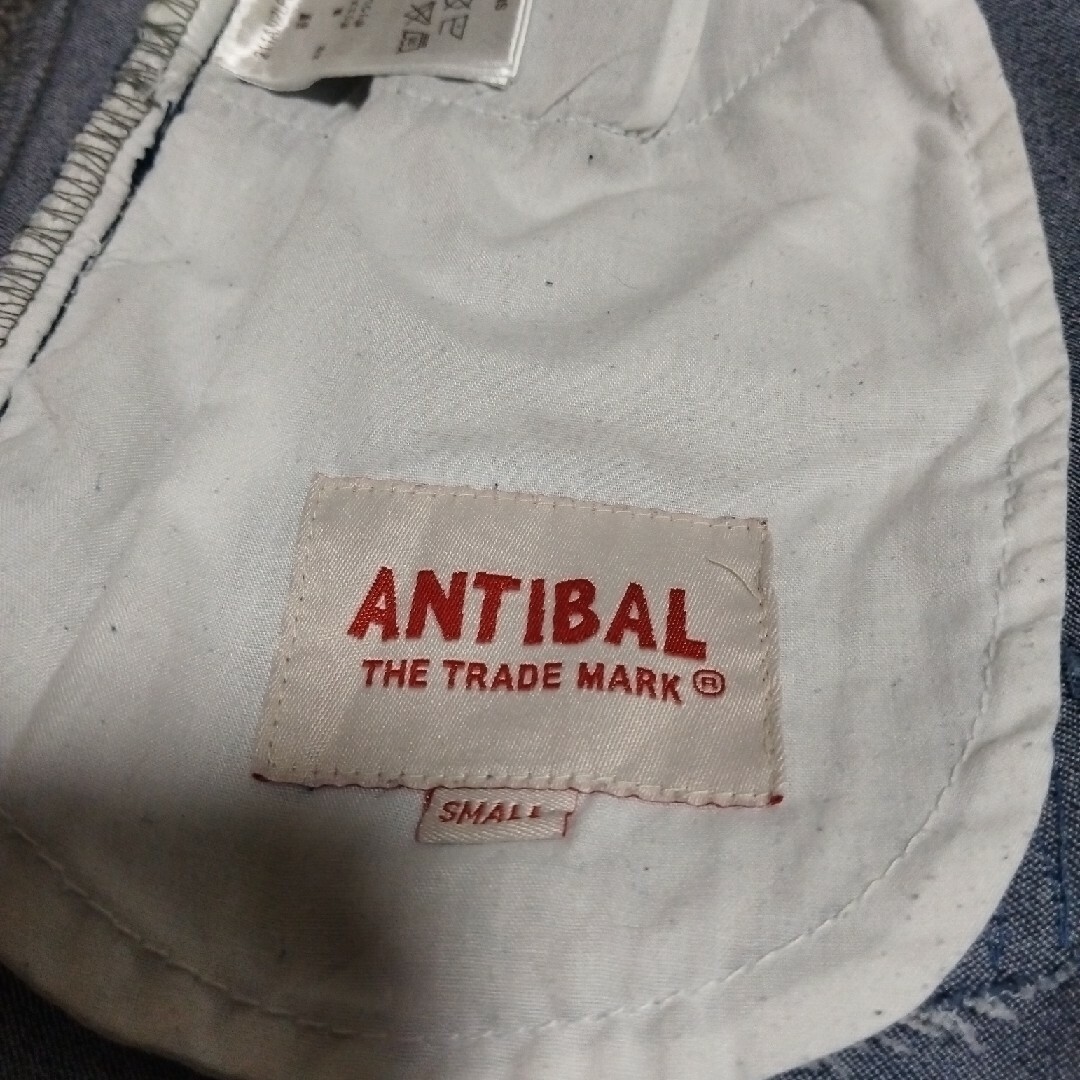 ANTIBAL
THE TRADE MARK ®
SMALL